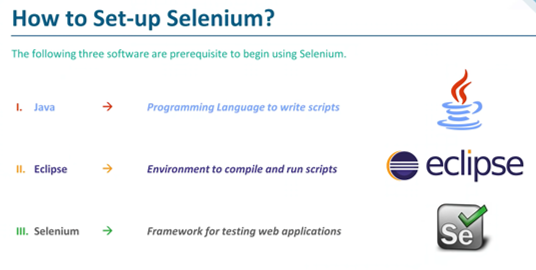 How to Set-up Selenium?
The following three software are prerequisite to begin using Selenium.
I. Java → Programming Language to write scripts
II. Eclipse → Environment to compile and run scripts
eclipse
III. Selenium → Framework for testing web applications
Se